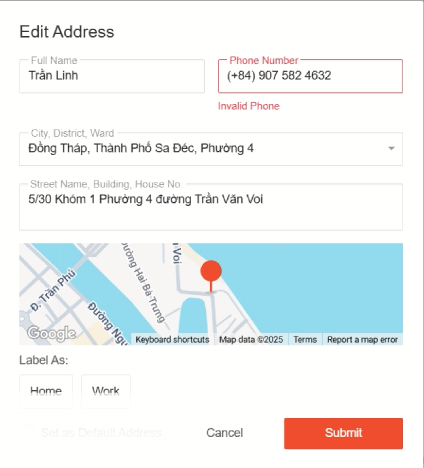 Edit Address
Full Name
Trần Linh
Phone Number
(+84) 907 582 4632
Invalid Phone
City, District, Ward
Đồng Tháp, Thành Phố Sa Đéc, Phường 4
Street Name, Building, House No.
5/30 Khóm 1 Phường 4 đường Trần Văn Voi
Đ. Trần Phú
Đường Ngu
ường Hai Bà Trưng
Voi
Google
Keyboard shortcuts
Map data ©2025
Terms
Report a map error
Label As:
Home
Work
Set as Default Address
Cancel
Submit